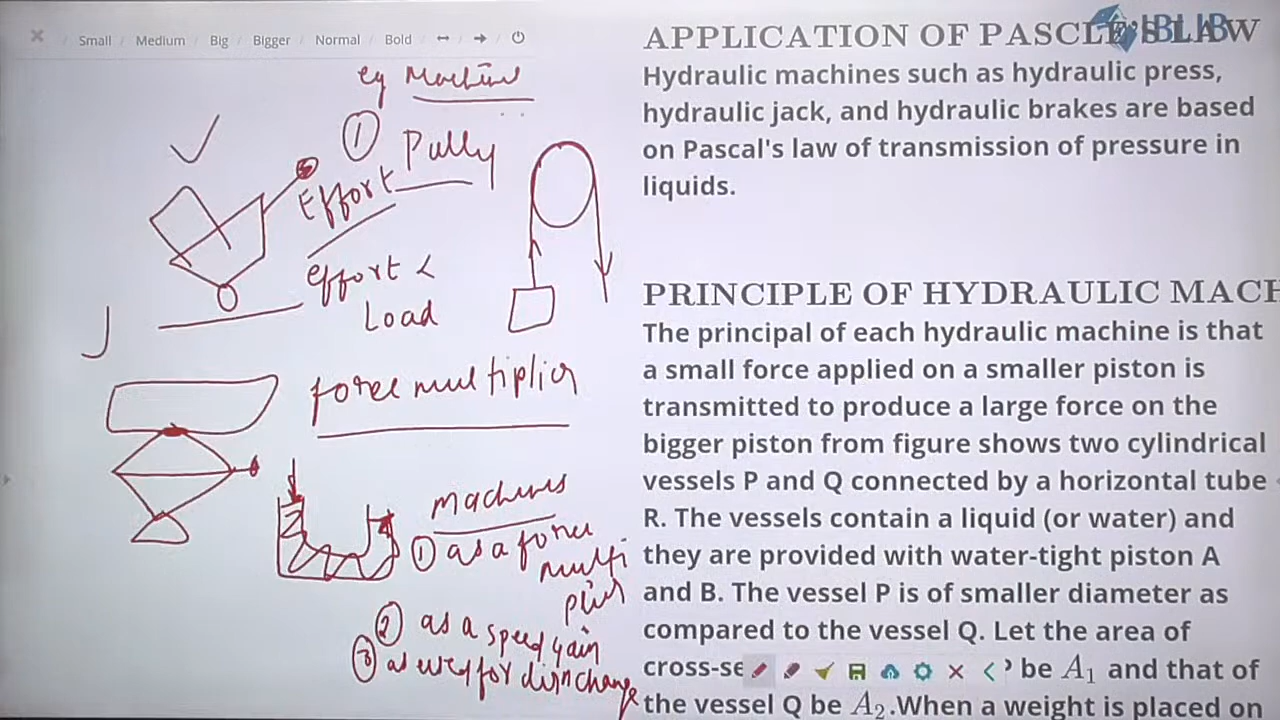 Small / Medium / Big / Bigger / Normal / Bold
eg Machine
① Pully
Effort
effort <
Load
force multiplier
machines
① as a force
multi
plier
② as a speed gain
③ as used for dirn change
APPLICATION OF PASCLE'S LAW
Hydraulic machines such as hydraulic press,
hydraulic jack, and hydraulic brakes are based
on Pascal's law of transmission of pressure in
liquids.
PRINCIPLE OF HYDRAULIC MACH
The principal of each hydraulic machine is that
a small force applied on a smaller piston is
transmitted to produce a large force on the
bigger piston from figure shows two cylindrical
vessels P and Q connected by a horizontal tube
R. The vessels contain a liquid (or water) and
they are provided with water-tight piston A
and B. The vessel P is of smaller diameter as
compared to the vessel Q. Let the area of
cross-se be A₁ and that of
the vessel Q be A₂.When a weight is placed on